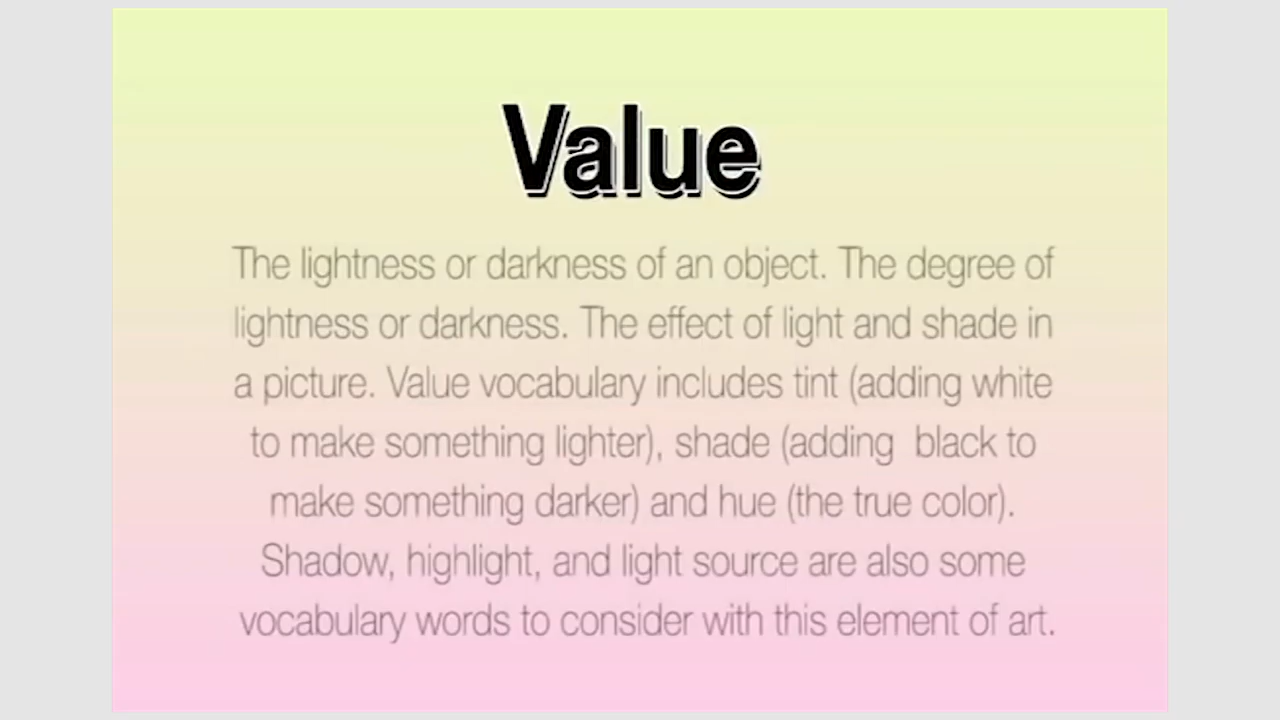 Value
The lightness or darkness of an object. The degree of
lightness or darkness. The effect of light and shade in
a picture. Value vocabulary includes tint (adding white
to make something lighter), shade (adding  black to
make something darker) and hue (the true color).
Shadow, highlight, and light source are also some
vocabulary words to consider with this element of art.